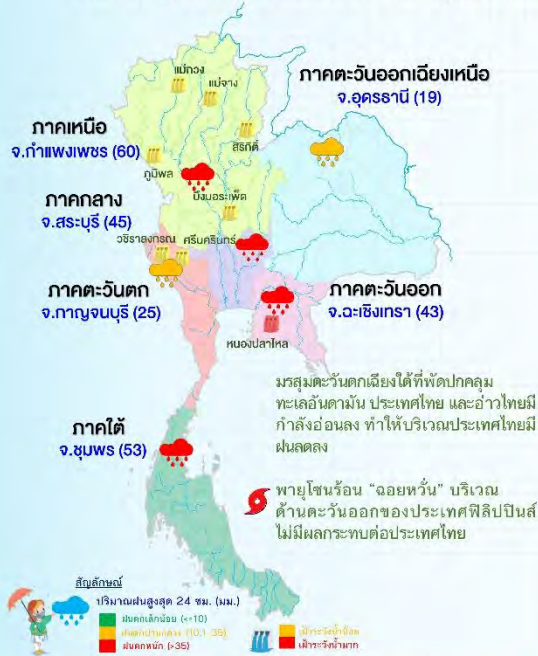 แม่กวง
แม่จาง
สิริกิติ์
ภาคตะวันออกเฉียงเหนือ
จ.อุดรธานี (19)
ภาคเหนือ
จ.กำแพงเพชร (60)
ภูมิพล
บึงบอระเพ็ด
ภาคกลาง
จ.สระบุรี (45)
วชิราลงกรณ
ศรีนครินทร์
ภาคตะวันตก
จ.กาญจนบุรี (25)
ภาคตะวันออก
จ.ฉะเชิงเทรา (43)
หนองปลาไหล
มรสุมตะวันตกเฉียงใต้ที่พัดปกคลุม
ทะเลอันดามัน ประเทศไทย และอ่าวไทยมี
กำลังอ่อนลง ทำให้บริเวณประเทศไทยมี
ฝนลดลง
ภาคใต้
จ.ชุมพร (53)
พายุโซนร้อน “ฉอยหวั่น” บริเวณ
ด้านตะวันออกของประเทศฟิลิปปินส์
ไม่มีผลกระทบต่อประเทศไทย
สัญลักษณ์
ปริมาณฝนสูงสุด 24 ชม. (มม.)
ฝนตกเล็กน้อย (<=10)
ฝนตกปานกลาง (10.1-35)
ฝนตกหนัก (>35)
เฝ้าระวังน้ำน้อย
เฝ้าระวังน้ำมาก